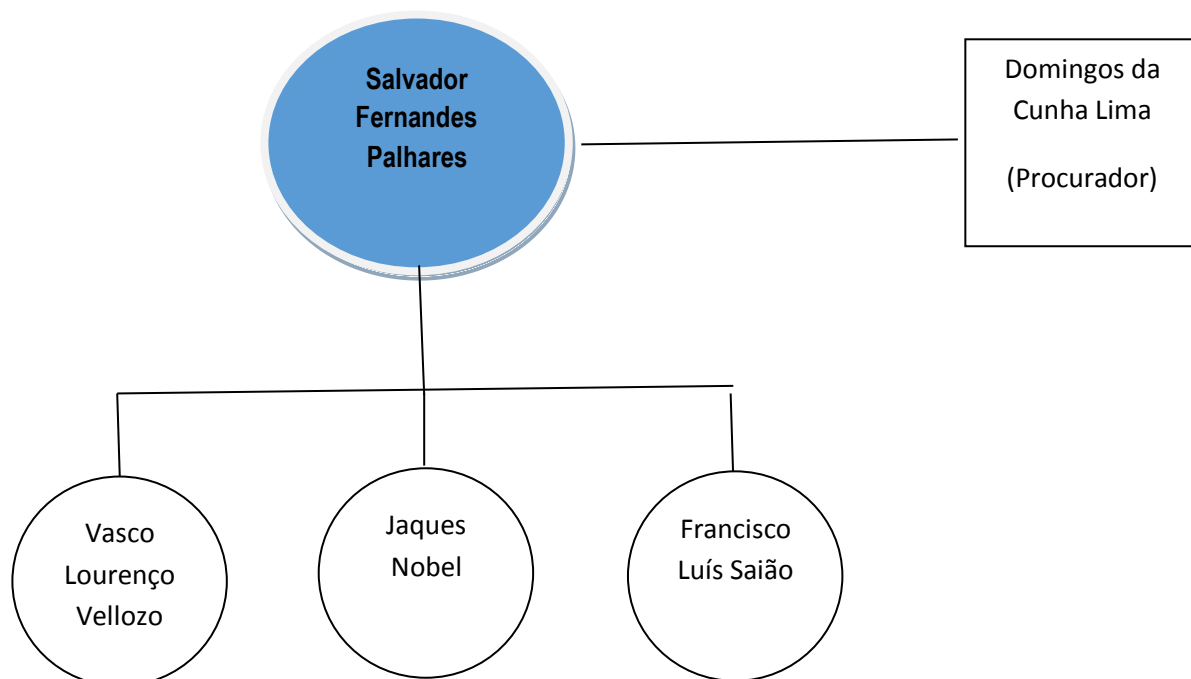 Salvador
Fernandes
Palhares
Domingos da
Cunha Lima
(Procurador)
Vasco
Lourenço
Vellozo
Jaques
Nobel
Francisco
Luís Saião